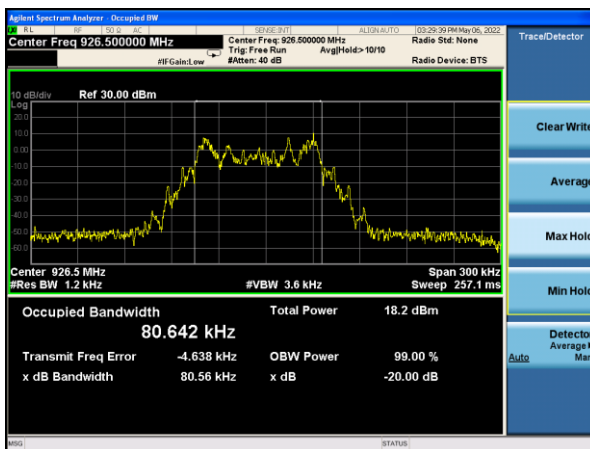 Agilent Spectrum Analyzer - Occupied BW
RL RF 50 Ω AC SENSE:INT ALIGN AUTO 03:29:39 PM May 06, 2022
Center Freq 926.500000 MHz
Center Freq: 926.500000 MHz
Radio Std: None
Trig: Free Run Avg|Hold:> 10/10
#IFGain:Low
#Atten: 40 dB
Radio Device: BTS
Trace/Detector
10 dB/div Ref 30.00 dBm
Log
20.0
10.0
0.00
-10.0
-20.0
-30.0
-40.0
-50.0
-60.0
Clear Write
Average
Max Hold
Min Hold
Detector
Average
Auto Man
Center 926.5 MHz
Span 300 kHz
#Res BW 1.2 kHz
#VBW 3.6 kHz
Sweep 257.1 ms
Occupied Bandwidth
Total Power 18.2 dBm
80.642 kHz
Transmit Freq Error -4.638 kHz
OBW Power 99.00 %
x dB Bandwidth 80.56 kHz
x dB -20.00 dB
MSG
STATUS